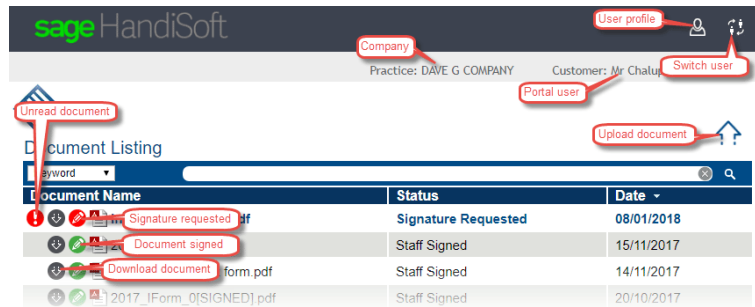 sage HandiSoft
User profile
Company
Practice: DAVE G COMPANY
Customer: Mr
Switch user
Portal user
Unread document
Upload document
Document Listing
Document Name
Status
Date
Signature requested
Signature Requested
08/01/2018
Document signed
Staff Signed
15/11/2017
Download document
form.pdf
Staff Signed
14/11/2017
2017_IForm_0[SIGNED].pdf
Staff Signed
20/10/2017